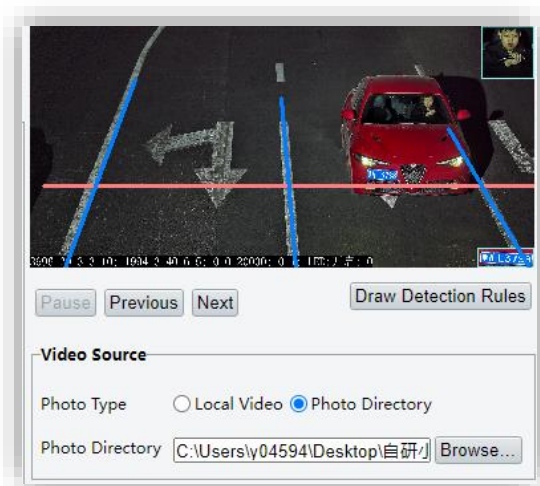 Pause Previous Next Draw Detection Rules
Video Source
Photo Type Local Video Photo Directory
Photo Directory C:\Users\y04594\Desktop\自研小 Browse...